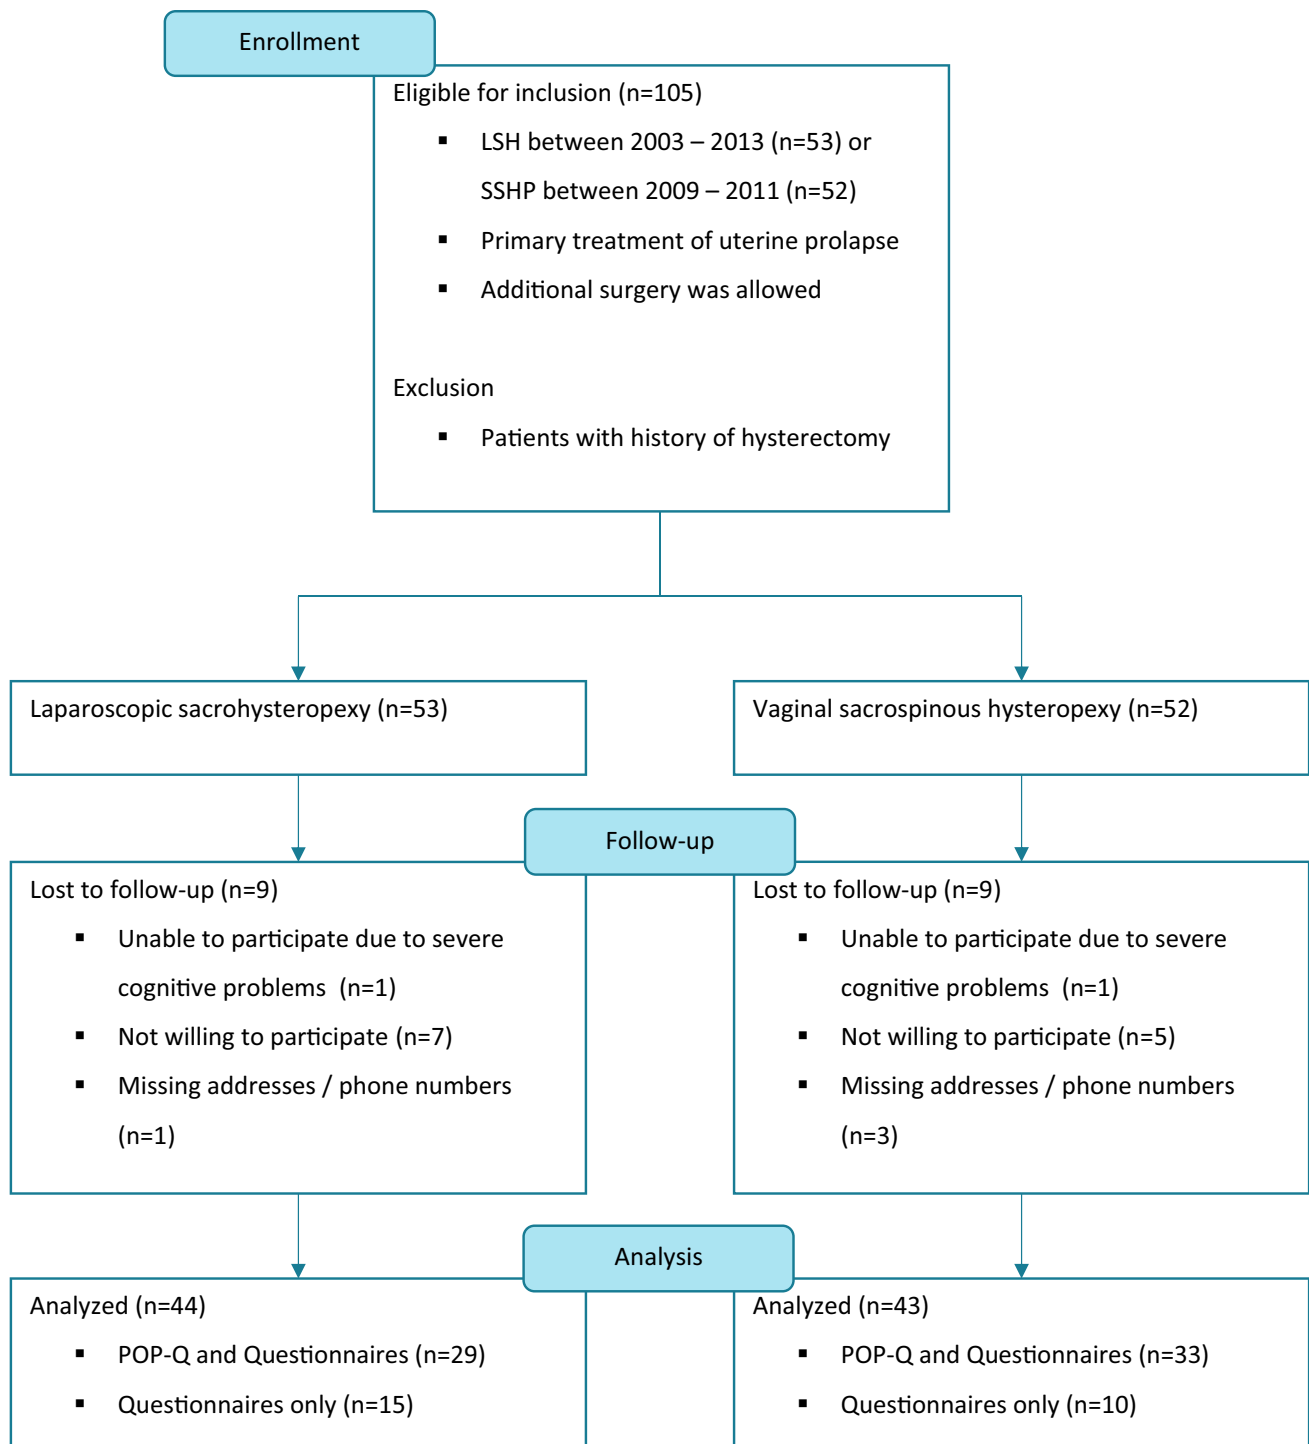 Enrollment
Eligible for inclusion (n=105)
▪ LSH between 2003 – 2013 (n=53) or
SSHP between 2009 – 2011 (n=52)
▪ Primary treatment of uterine prolapse
▪ Additional surgery was allowed
Exclusion
▪ Patients with history of hysterectomy
Laparoscopic sacrohysteropexy (n=53)
Vaginal sacrospinous hysteropexy (n=52)
Follow-up
Lost to follow-up (n=9)
▪ Unable to participate due to severe
cognitive problems (n=1)
▪ Not willing to participate (n=7)
▪ Missing addresses / phone numbers
(n=1)
Lost to follow-up (n=9)
▪ Unable to participate due to severe
cognitive problems (n=1)
▪ Not willing to participate (n=5)
▪ Missing addresses / phone numbers
(n=3)
Analysis
Analyzed (n=44)
▪ POP-Q and Questionnaires (n=29)
▪ Questionnaires only (n=15)
Analyzed (n=43)
▪ POP-Q and Questionnaires (n=33)
▪ Questionnaires only (n=10)